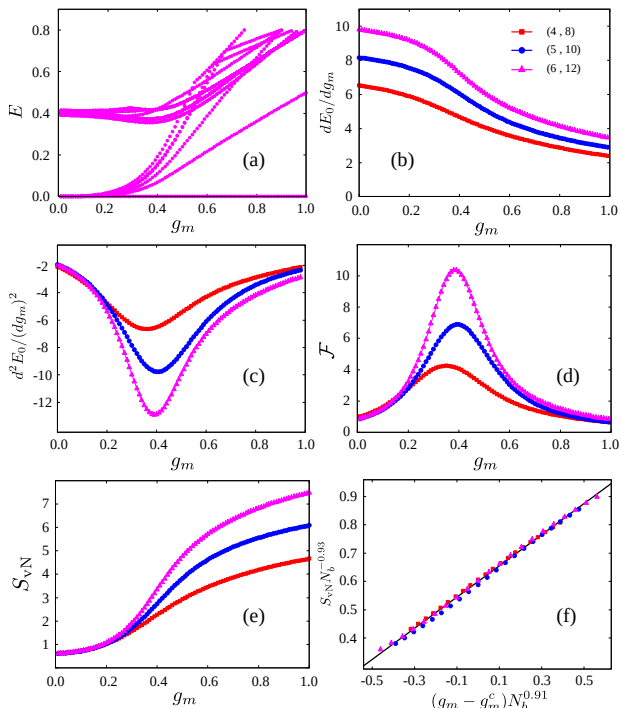 0.8
0.6
0.4
0.2
0.0
E
(a)
0.0 0.2 0.4 0.6 0.8 1.0
g_m
10
8
6
4
2
0
dE_0/dg_m
(4 , 8)
(5 , 10)
(6 , 12)
(b)
0.0 0.2 0.4 0.6 0.8 1.0
g_m
-2
-4
-6
-8
-10
-12
d^2E_0/(dg_m)^2
(c)
0.0 0.2 0.4 0.6 0.8 1.0
g_m
10
8
6
4
2
0
ℱ
(d)
0.0 0.2 0.4 0.6 0.8 1.0
g_m
7
6
5
4
3
2
1
S_vN
(e)
0.0 0.2 0.4 0.6 0.8 1.0
g_m
0.9
0.8
0.7
0.6
0.5
0.4
S_vN N_b^{-0.93}
(f)
-0.5 -0.3 -0.1 0.1 0.3 0.5
(g_m − g_m^c)N_b^{0.91}